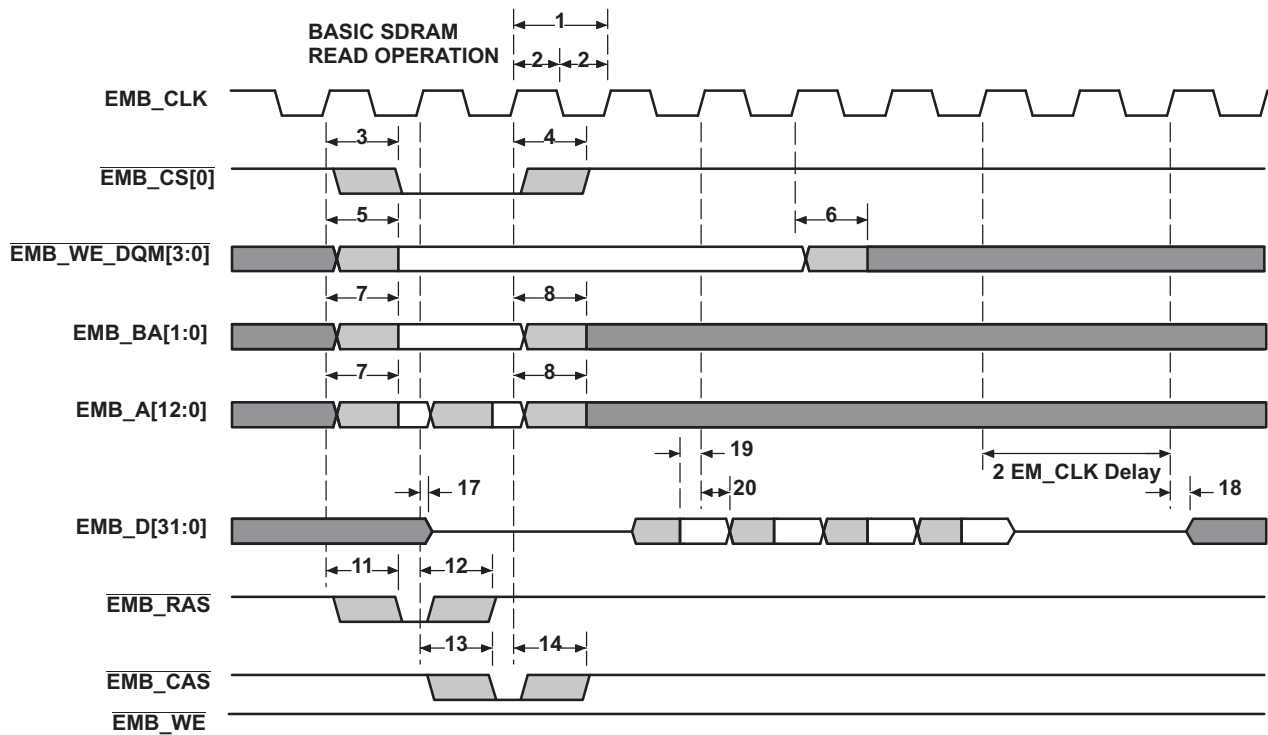 BASIC SDRAM
READ OPERATION
1
2 2
EMB_CLK
3 4
EMB_CS[0]
5 6
EMB_WE_DQM[3:0]
7 8
EMB_BA[1:0]
7 8
EMB_A[12:0]
19
2 EM_CLK Delay
17 20 18
EMB_D[31:0]
11 12
EMB_RAS
13 14
EMB_CAS
EMB_WE